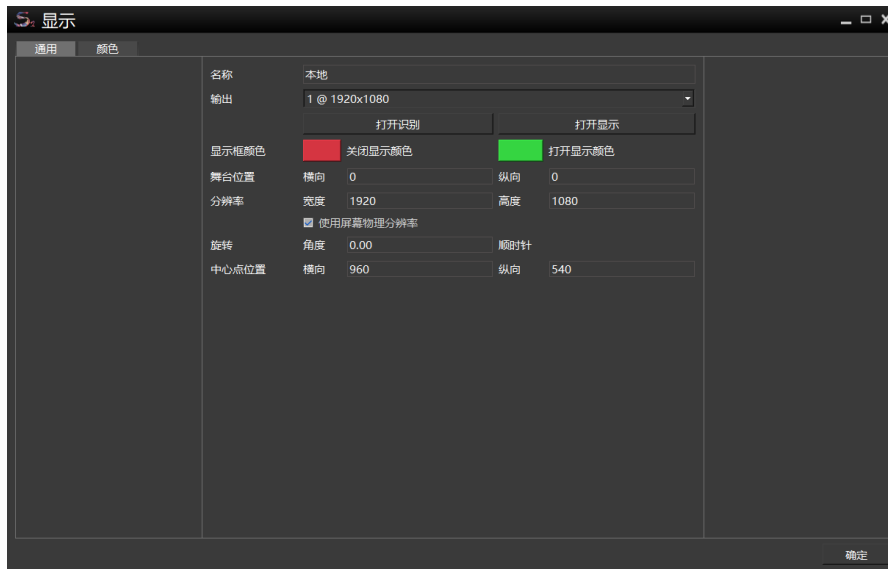 S2 显示
通用 颜色
名称 本地
输出 1 @ 1920x1080
打开识别 打开显示
显示框颜色 关闭显示颜色 打开显示颜色
舞台位置 横向 0 纵向 0
分辨率 宽度 1920 高度 1080
使用屏幕物理分辨率
旋转 角度 0.00 顺时针
中心点位置 横向 960 纵向 540
确定